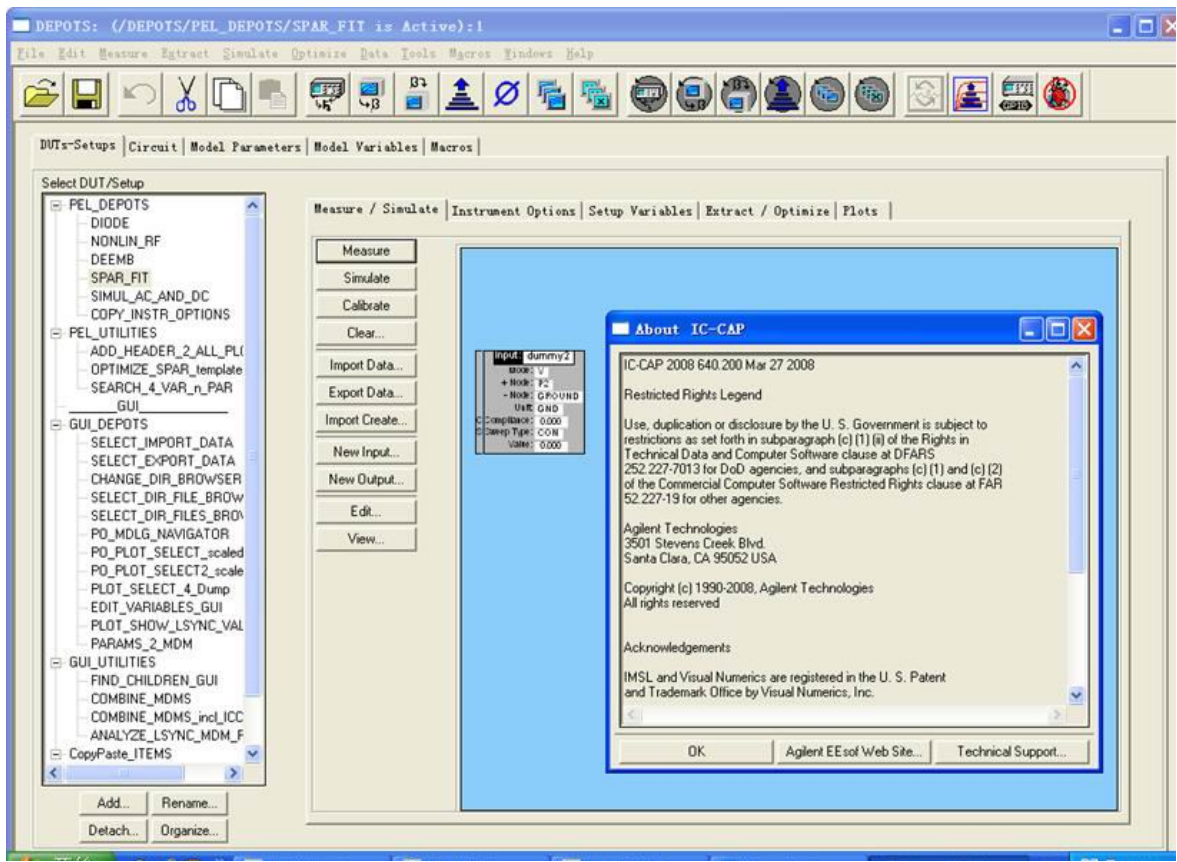 DEPOTS: (/DEPOTS/PEL_DEPOTS/SPAR_FIT is Active):1
File Edit Measure Extract Simulate Optimize Data Tools Macros Windows Help
DUTs-Setups Circuit Model Parameters Model Variables Macros
Select DUT/Setup
PEL_DEPOTS
DIODE
NONLIN_RF
DEEMB
SPAR_FIT
SIMUL_AC_AND_DC
COPY_INSTR_OPTIONS
PEL_UTILITIES
ADD_HEADER_2_ALL_PL(
OPTIMIZE_SPAR_template
SEARCH_4_VAR_n_PAR
____GUI____________
GUI_DEPOTS
SELECT_IMPORT_DATA
SELECT_EXPORT_DATA
CHANGE_DIR_BROWSER
SELECT_DIR_FILE_BROW
SELECT_DIR_FILES_BRO
PO_MDLG_NAVIGATOR
PO_PLOT_SELECT_scaled
PO_PLOT_SELECT2_scale
PLOT_SELECT_4_Dump
EDIT_VARIABLES_GUI
PLOT_SHOW_LSYNC_VAL
PARAMS_2_MDM
GUI_UTILITIES
FIND_CHILDREN_GUI
COMBINE_MDMS
COMBINE_MDMS_incl_ICC
ANALYZE_LSYNC_MDM_F
CopyPaste_ITEMS
Add... Rename...
Detach... Organize...
Measure / Simulate Instrument Options Setup Variables Extract / Optimize Plots
Measure
Simulate
Calibrate
Clear...
Import Data...
Export Data...
Import Create...
New Input...
New Output...
Edit...
View...
Input: dummy2
Mode: V
+ Node: P2
- Node: GROUND
Unit: GND
Compliance: 0.000
Sweep Type: CON
Value: 0.000
About IC-CAP
IC-CAP 2008 640.200 Mar 27 2008
Restricted Rights Legend
Use, duplication or disclosure by the U. S. Government is subject to
restrictions as set forth in subparagraph (c) (1) (ii) of the Rights in
Technical Data and Computer Software clause at DFARS
252.227-7013 for DoD agencies, and subparagraphs (c) (1) and (c) (2)
of the Commercial Computer Software Restricted Rights clause at FAR
52.227-19 for other agencies.
Agilent Technologies
3501 Stevens Creek Blvd.
Santa Clara, CA 95052 USA
Copyright (c) 1990-2008, Agilent Technologies
All rights reserved
Acknowledgements
IMSL and Visual Numerics are registered in the U. S. Patent
and Trademark Office by Visual Numerics, Inc.
OK Agilent EEsof Web Site... Technical Support...